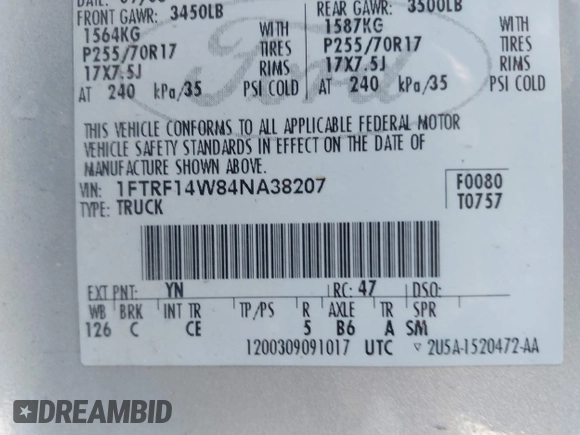 FRONT GAWR: 3450LB
REAR GAWR: 3500LB
1564KG WITH 1587KG WITH
P255/70R17 TIRES P255/70R17 TIRES
17X7.5J RIMS 17X7.5J RIMS
AT 240 kPa/35 PSI COLD AT 240 kPa/35 PSI COLD
Ford
THIS VEHICLE CONFORMS TO ALL APPLICABLE FEDERAL MOTOR
VEHICLE SAFETY STANDARDS IN EFFECT ON THE DATE OF
MANUFACTURE SHOWN ABOVE.
VIN: 1FTRF14W84NA38207 F0080
TYPE: TRUCK T0757
EXT PNT: YN RC: 47 DSO:
WB BRK INT TR TP/PS R AXLE TR SPR
126 C CE 5 B6 A SM
1200309091017 UTC ▽ 2U5A-1520472-AA
DREAMBID